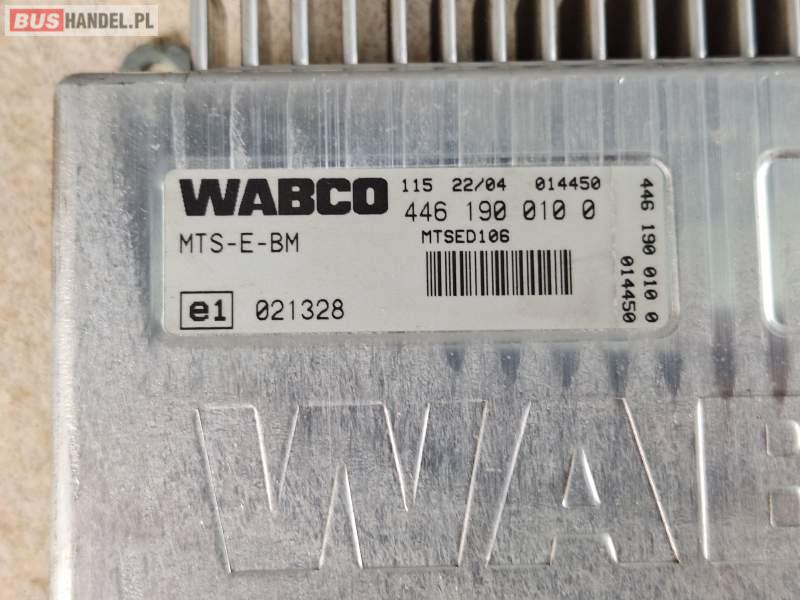 BUSHANDEL.PL
WABCO 115 22/04 014450
446 190 010 0
MTS-E-BM MTSED106
e1 021328
446 190 010 0
014450
WAB